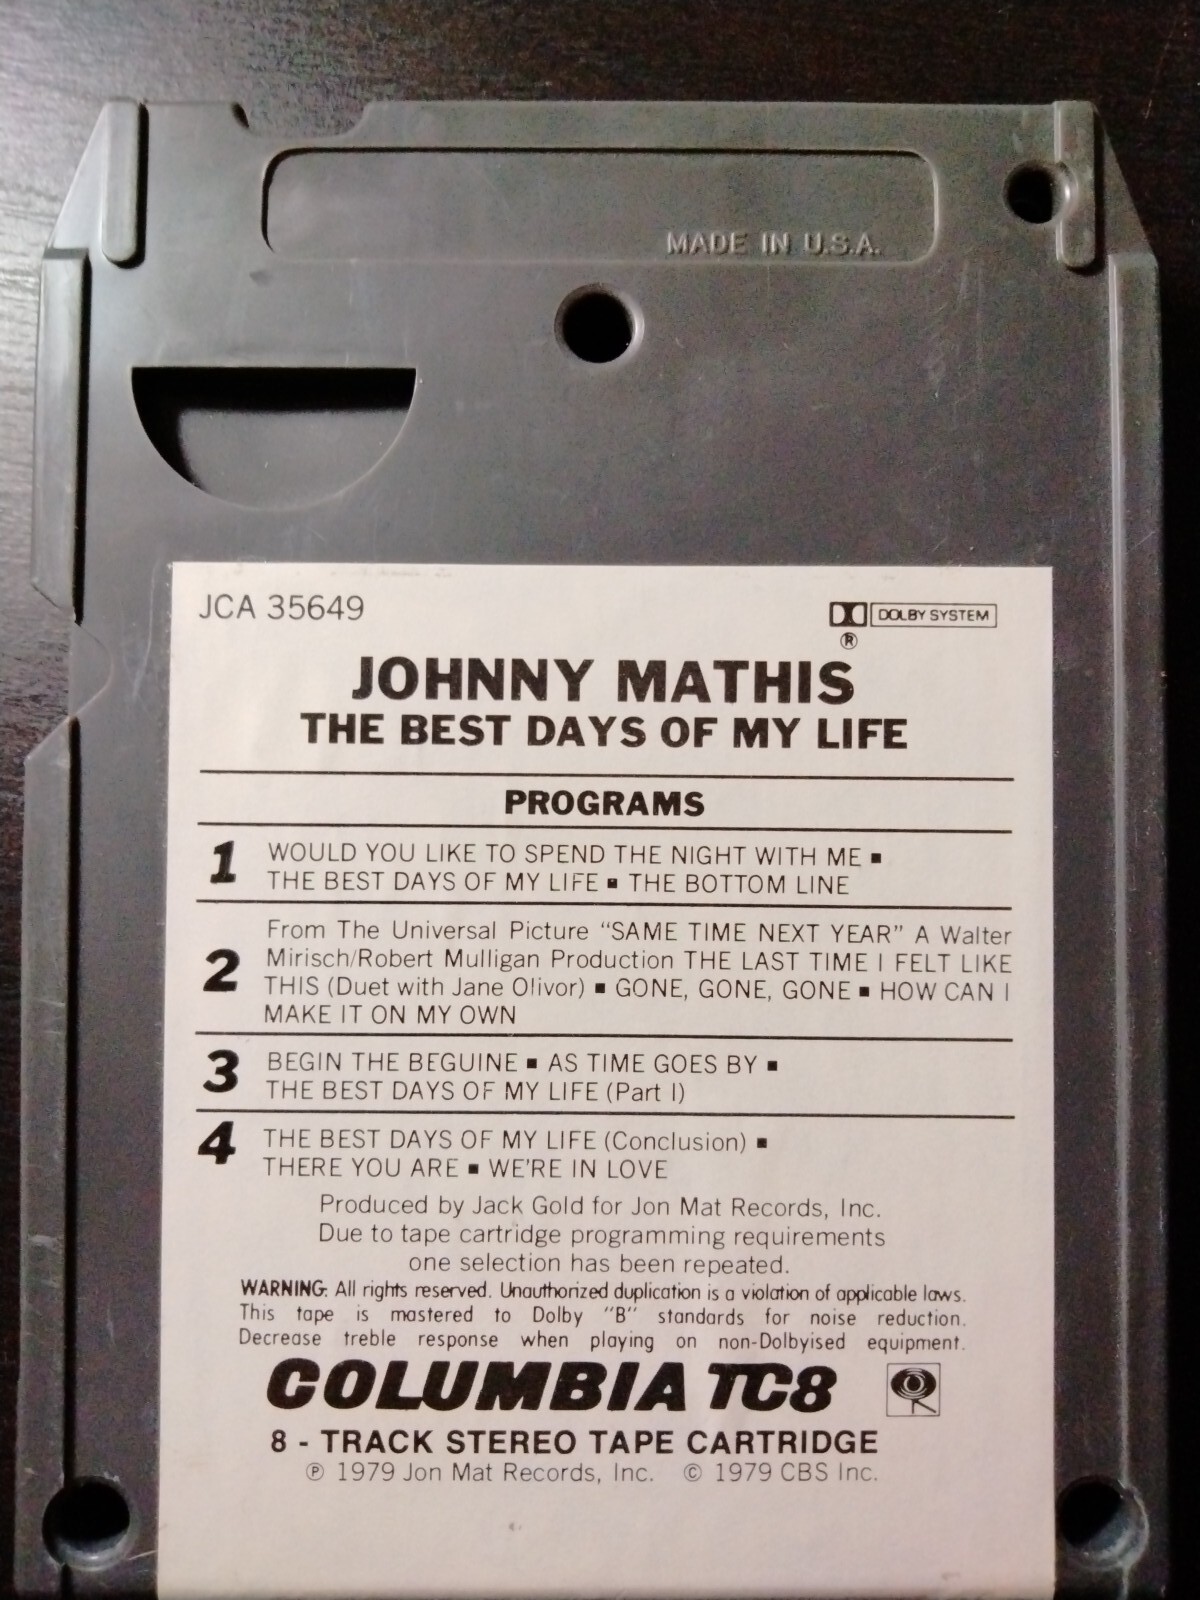 MADE IN U.S.A.
JCA 35649
DOLBY SYSTEM
®
JOHNNY MATHIS
THE BEST DAYS OF MY LIFE
PROGRAMS
1 WOULD YOU LIKE TO SPEND THE NIGHT WITH ME ▪
THE BEST DAYS OF MY LIFE ▪ THE BOTTOM LINE
2 From The Universal Picture "SAME TIME NEXT YEAR" A Walter
Mirisch/Robert Mulligan Production THE LAST TIME I FELT LIKE
THIS (Duet with Jane Olivor) ▪ GONE, GONE, GONE ▪ HOW CAN I
MAKE IT ON MY OWN
3 BEGIN THE BEGUINE ▪ AS TIME GOES BY ▪
THE BEST DAYS OF MY LIFE (Part I)
4 THE BEST DAYS OF MY LIFE (Conclusion) ▪
THERE YOU ARE ▪ WE'RE IN LOVE
Produced by Jack Gold for Jon Mat Records, Inc.
Due to tape cartridge programming requirements
one selection has been repeated.
WARNING: All rights reserved. Unauthorized duplication is a violation of applicable laws.
This tape is mastered to Dolby "B" standards for noise reduction.
Decrease treble response when playing on non-Dolbyised equipment.
COLUMBIA TC8
8 - TRACK STEREO TAPE CARTRIDGE
℗ 1979 Jon Mat Records, Inc. © 1979 CBS Inc.